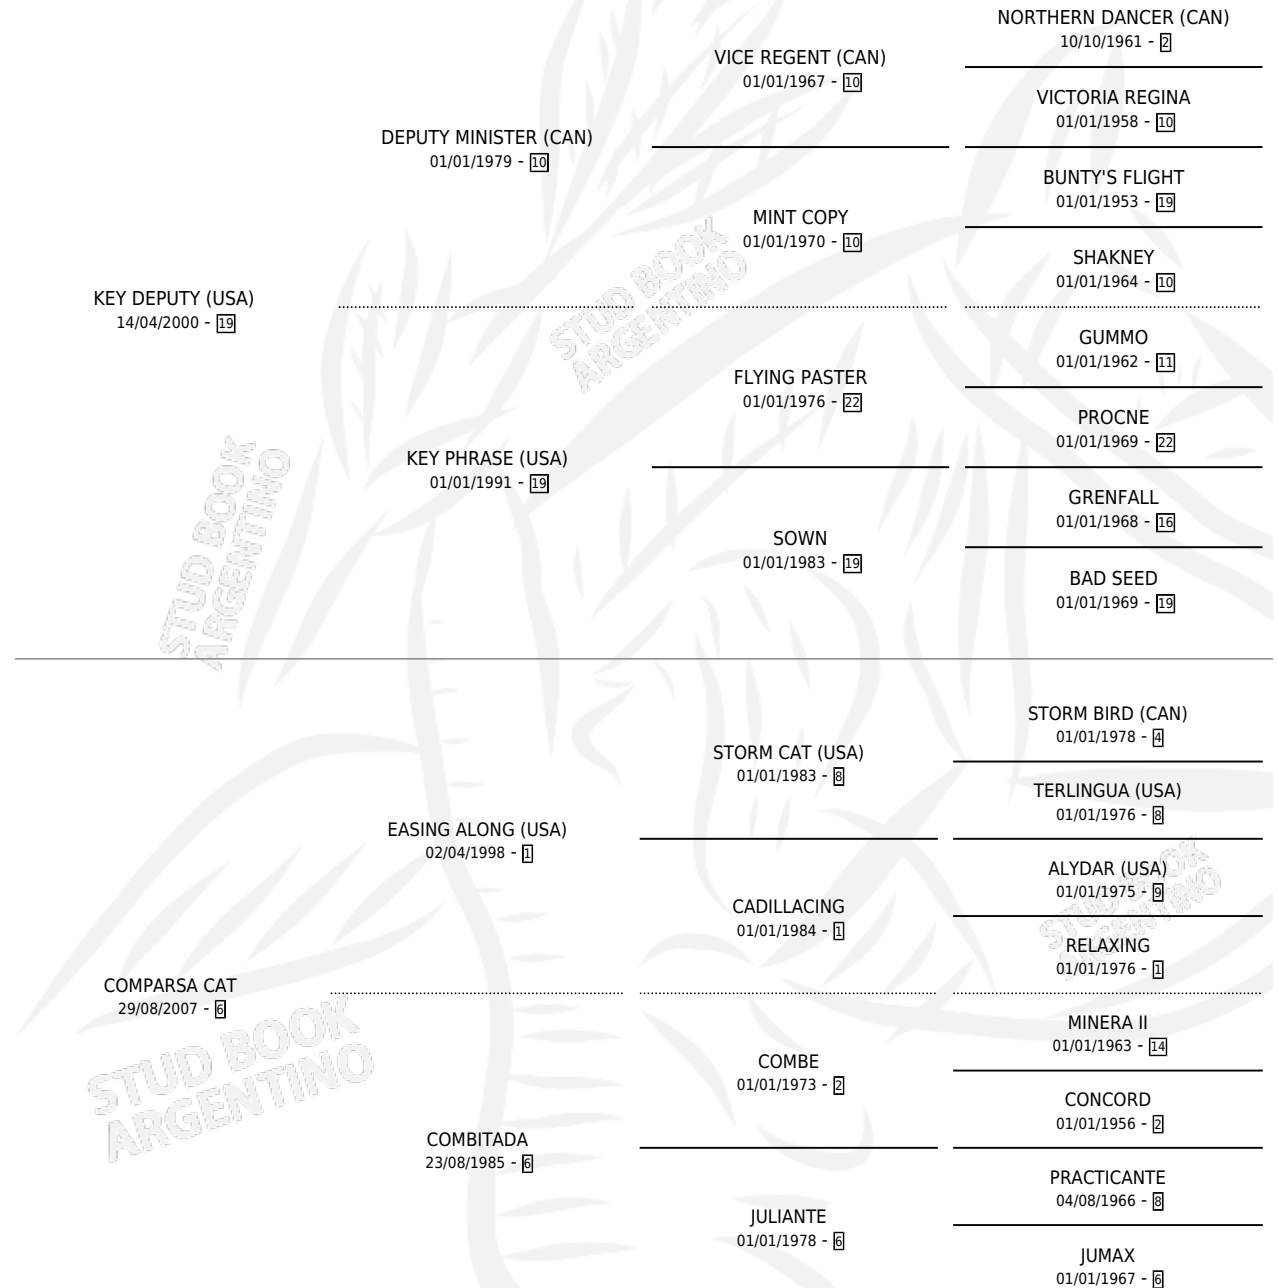 NORTHERN DANCER (CAN)
10/10/1961 - 2
VICE REGENT (CAN)
01/01/1967 - 10
VICTORIA REGINA
01/01/1958 - 10
DEPUTY MINISTER (CAN)
01/01/1979 - 10
BUNTY'S FLIGHT
01/01/1953 - 19
MINT COPY
01/01/1970 - 10
SHAKNEY
01/01/1964 - 10
KEY DEPUTY (USA)
14/04/2000 - 19
GUMMO
01/01/1962 - 11
FLYING PASTER
01/01/1976 - 22
PROCNE
01/01/1969 - 22
KEY PHRASE (USA)
01/01/1991 - 19
GRENFALL
01/01/1968 - 16
SOWN
01/01/1983 - 19
BAD SEED
01/01/1969 - 19
STORM BIRD (CAN)
01/01/1978 - 4
STORM CAT (USA)
01/01/1983 - 8
TERLINGUA (USA)
01/01/1976 - 8
EASING ALONG (USA)
02/04/1998 - 1
ALYDAR (USA)
01/01/1975 - 9
CADILLACING
01/01/1984 - 1
RELAXING
01/01/1976 - 1
COMPARSA CAT
29/08/2007 - 6
MINERA II
01/01/1963 - 14
COMBE
01/01/1973 - 2
CONCORD
01/01/1956 - 2
COMBITADA
23/08/1985 - 6
PRACTICANTE
04/08/1966 - 8
JULIANTE
01/01/1978 - 6
JUMAX
01/01/1967 - 6
STUD BOOK
ARGENTINO
STUD BOOK
ARGENTINO
STUD BOOK
ARGENTINO
STUD BOOK
ARGENTINO